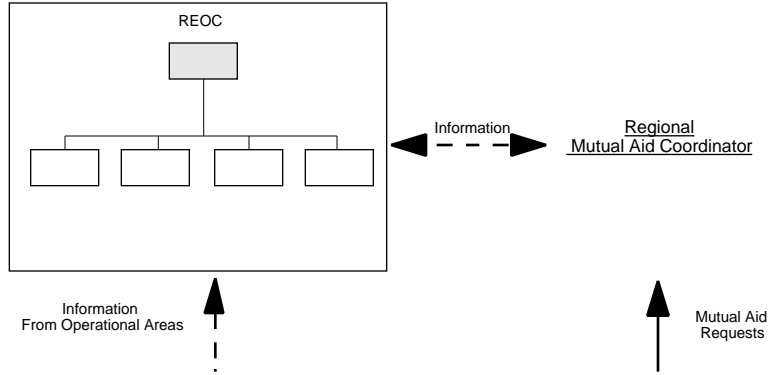 REOC
Information
Regional
Mutual Aid Coordinator
Information
From Operational Areas
Mutual Aid
Requests